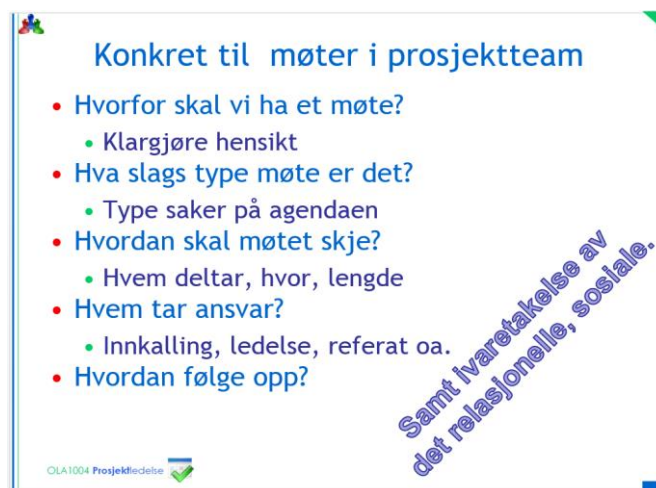 Konkret til møter i prosjektteam
• Hvorfor skal vi ha et møte?
• Klargjøre hensikt
• Hva slags type møte er det?
• Type saker på agendaen
• Hvordan skal møtet skje?
• Hvem deltar, hvor, lengde
• Hvem tar ansvar?
• Innkalling, ledelse, referat oa.
• Hvordan følge opp?
Samt ivaretakelse av
det relasjonelle, sosiale.
OLA1004 Prosjektledelse